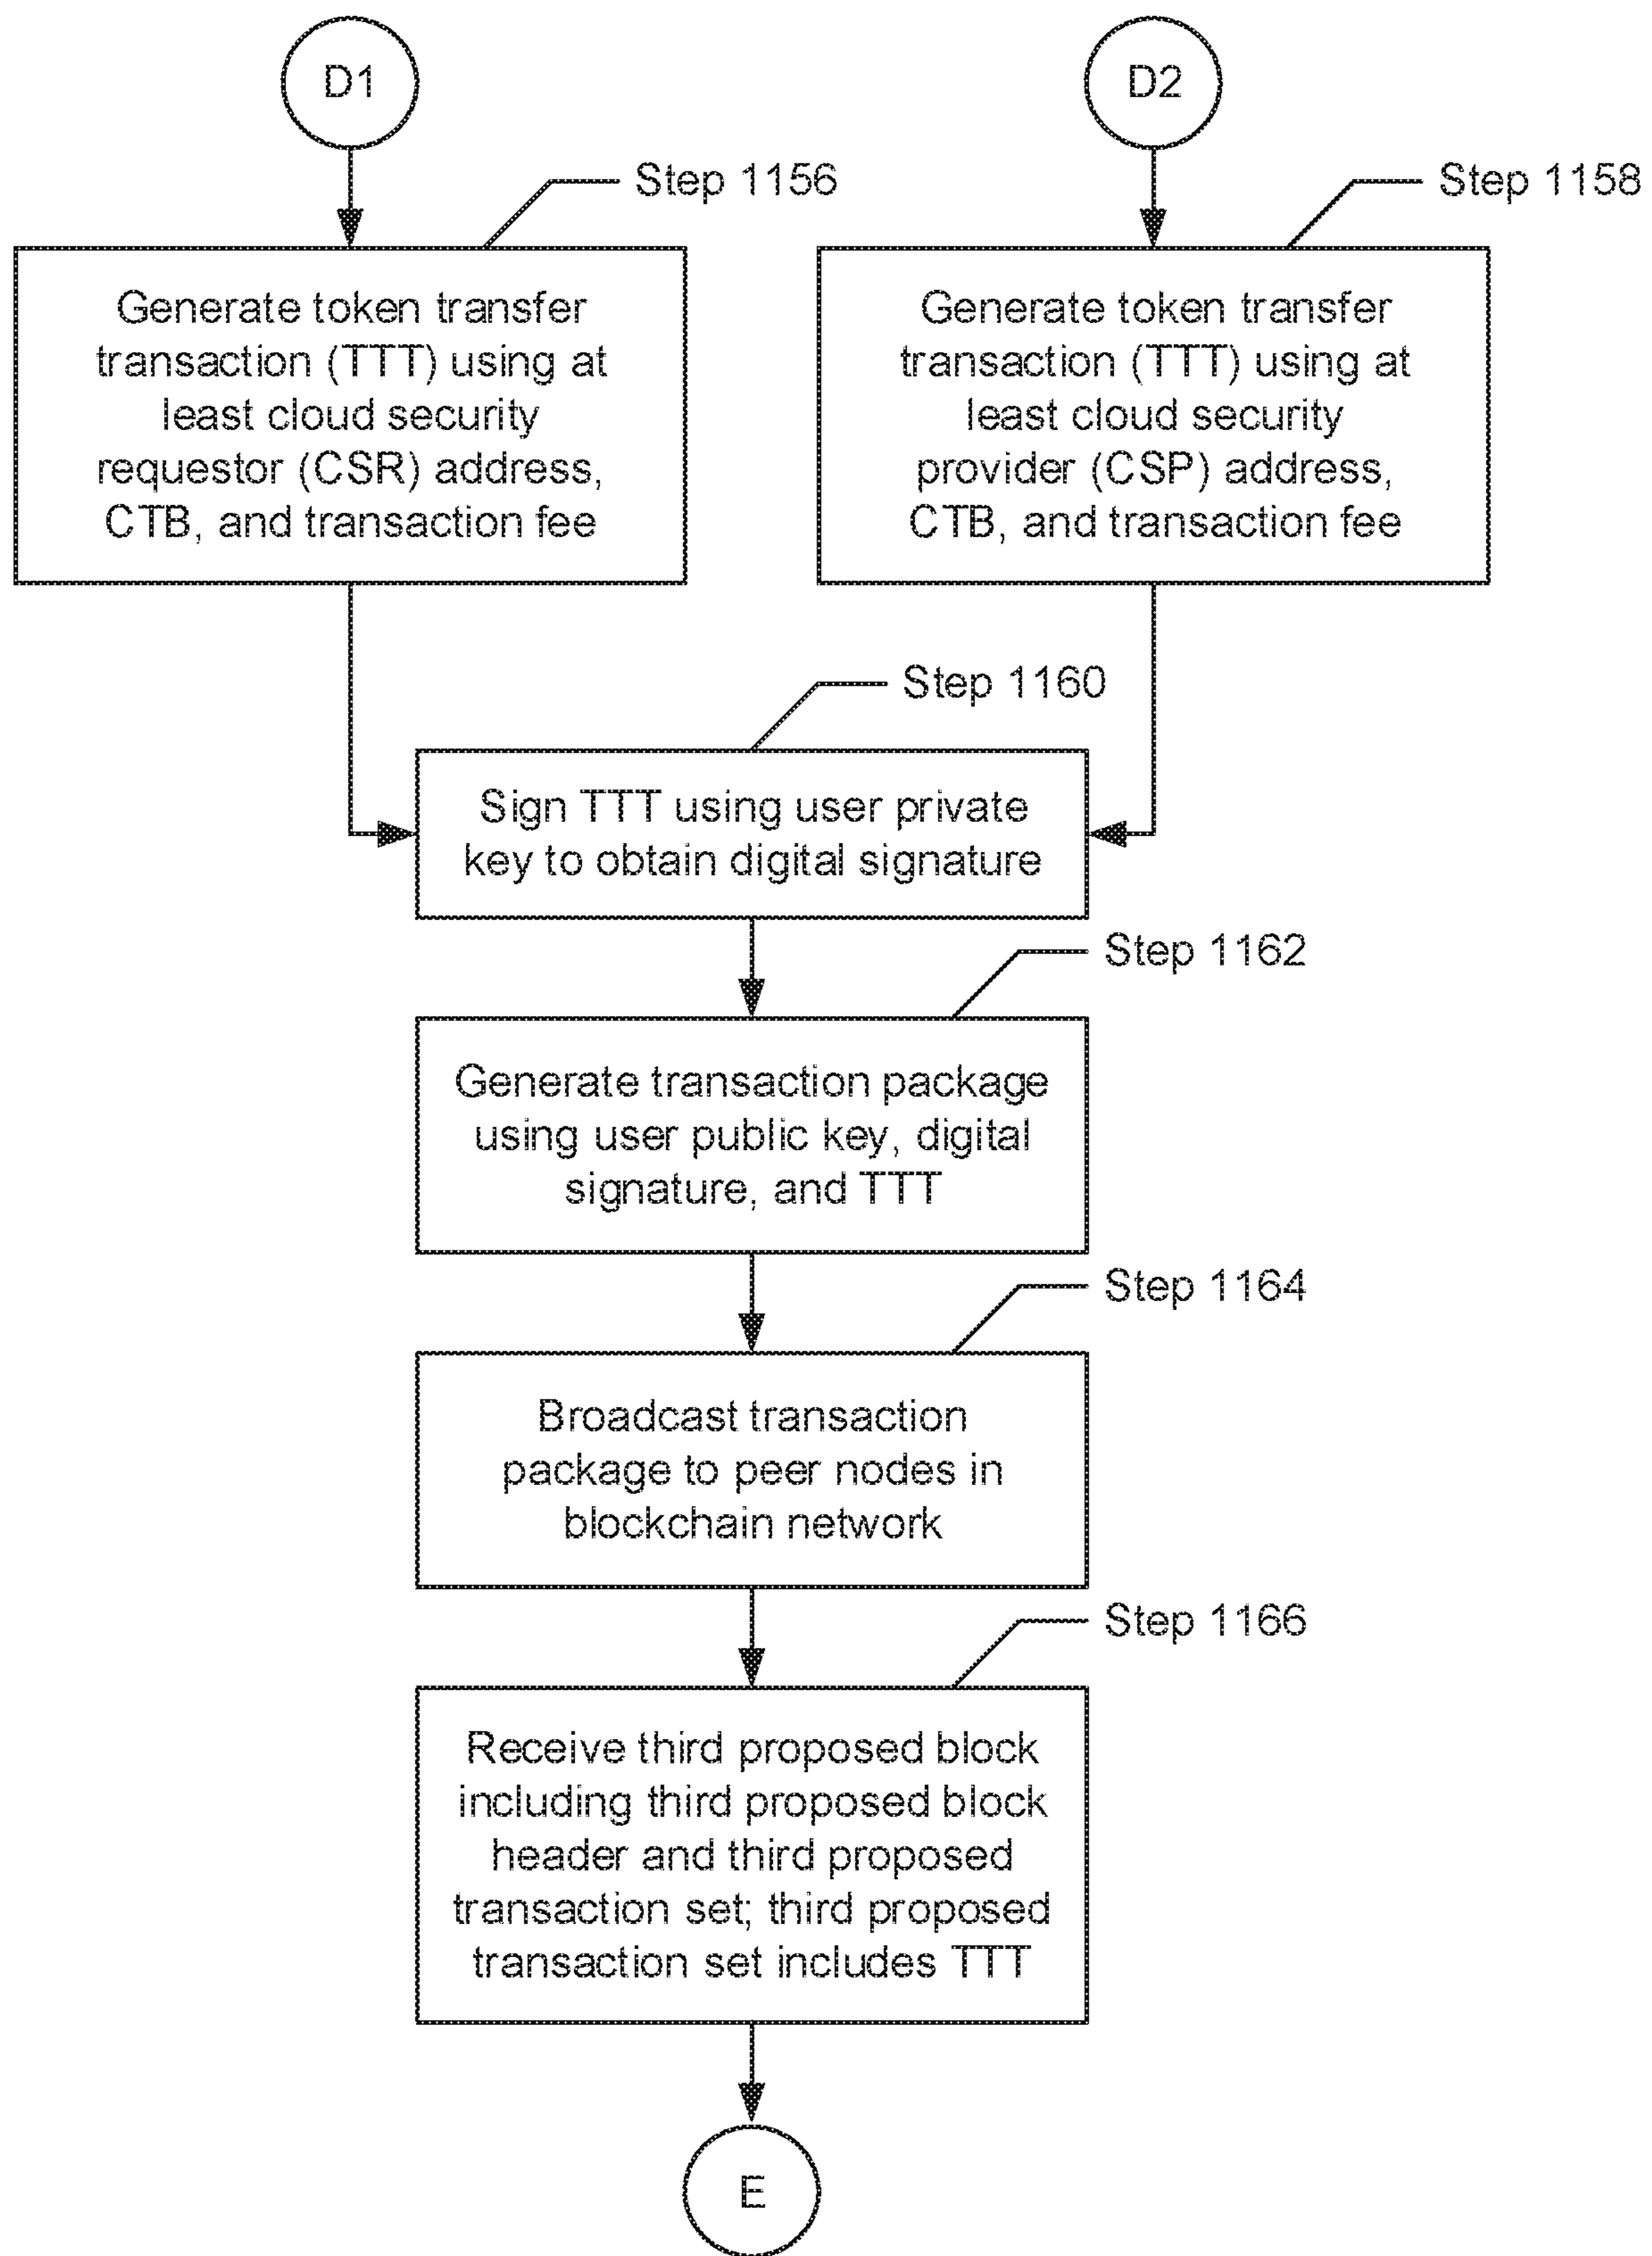 D1
D2
Step 1156
Step 1158
Generate token transfer
transaction (TTT) using at
least cloud security
requestor (CSR) address,
CTB, and transaction fee
Generate token transfer
transaction (TTT) using at
least cloud security
provider (CSP) address,
CTB, and transaction fee
Step 1160
Sign TTT using user private
key to obtain digital signature
Step 1162
Generate transaction package
using user public key, digital
signature, and TTT
Step 1164
Broadcast transaction
package to peer nodes in
blockchain network
Step 1166
Receive third proposed block
including third proposed block
header and third proposed
transaction set; third proposed
transaction set includes TTT
E